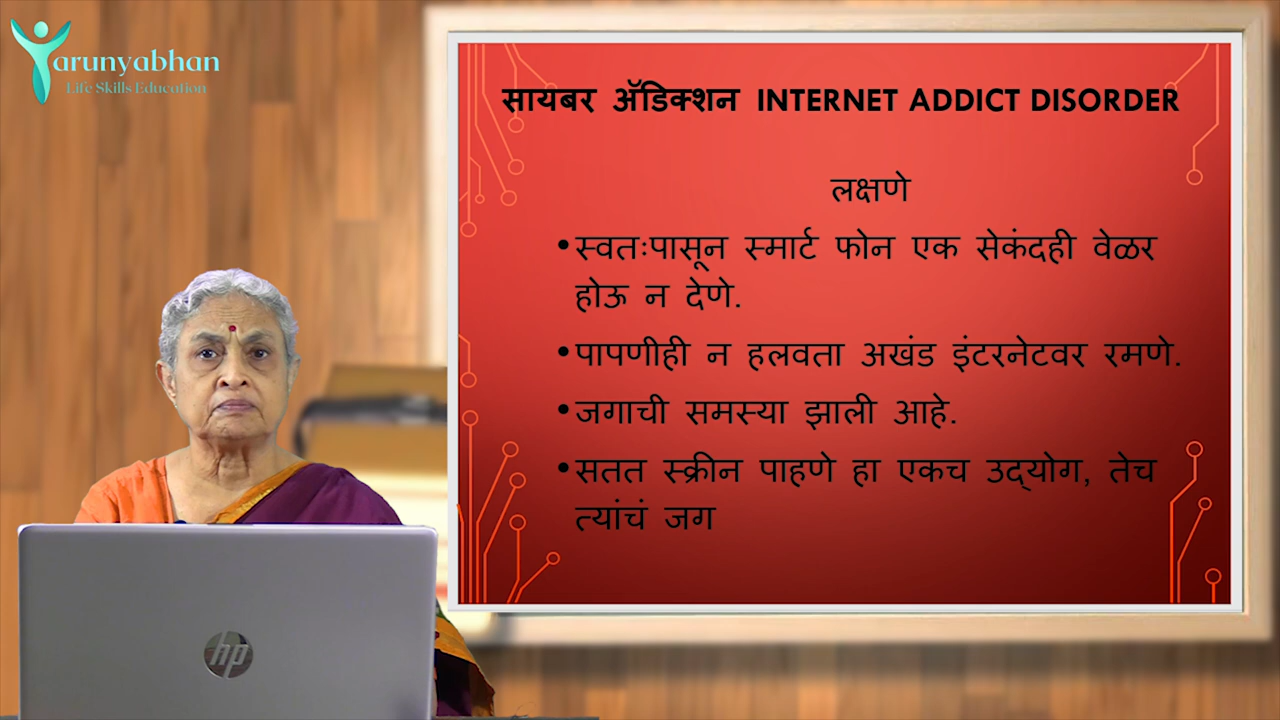 Yarunyabhan
Life Skills Education
सायबर ॲडिक्शन INTERNET ADDICT DISORDER
लक्षणे
•स्वतःपासून स्मार्ट फोन एक सेकंदही वेळर
होऊ न देणे.
•पापणीही न हलवता अखंड इंटरनेटवर रमणे.
•जगाची समस्या झाली आहे.
•सतत स्क्रीन पाहणे हा एकच उद्‌योग, तेच
त्यांचं जग
hp